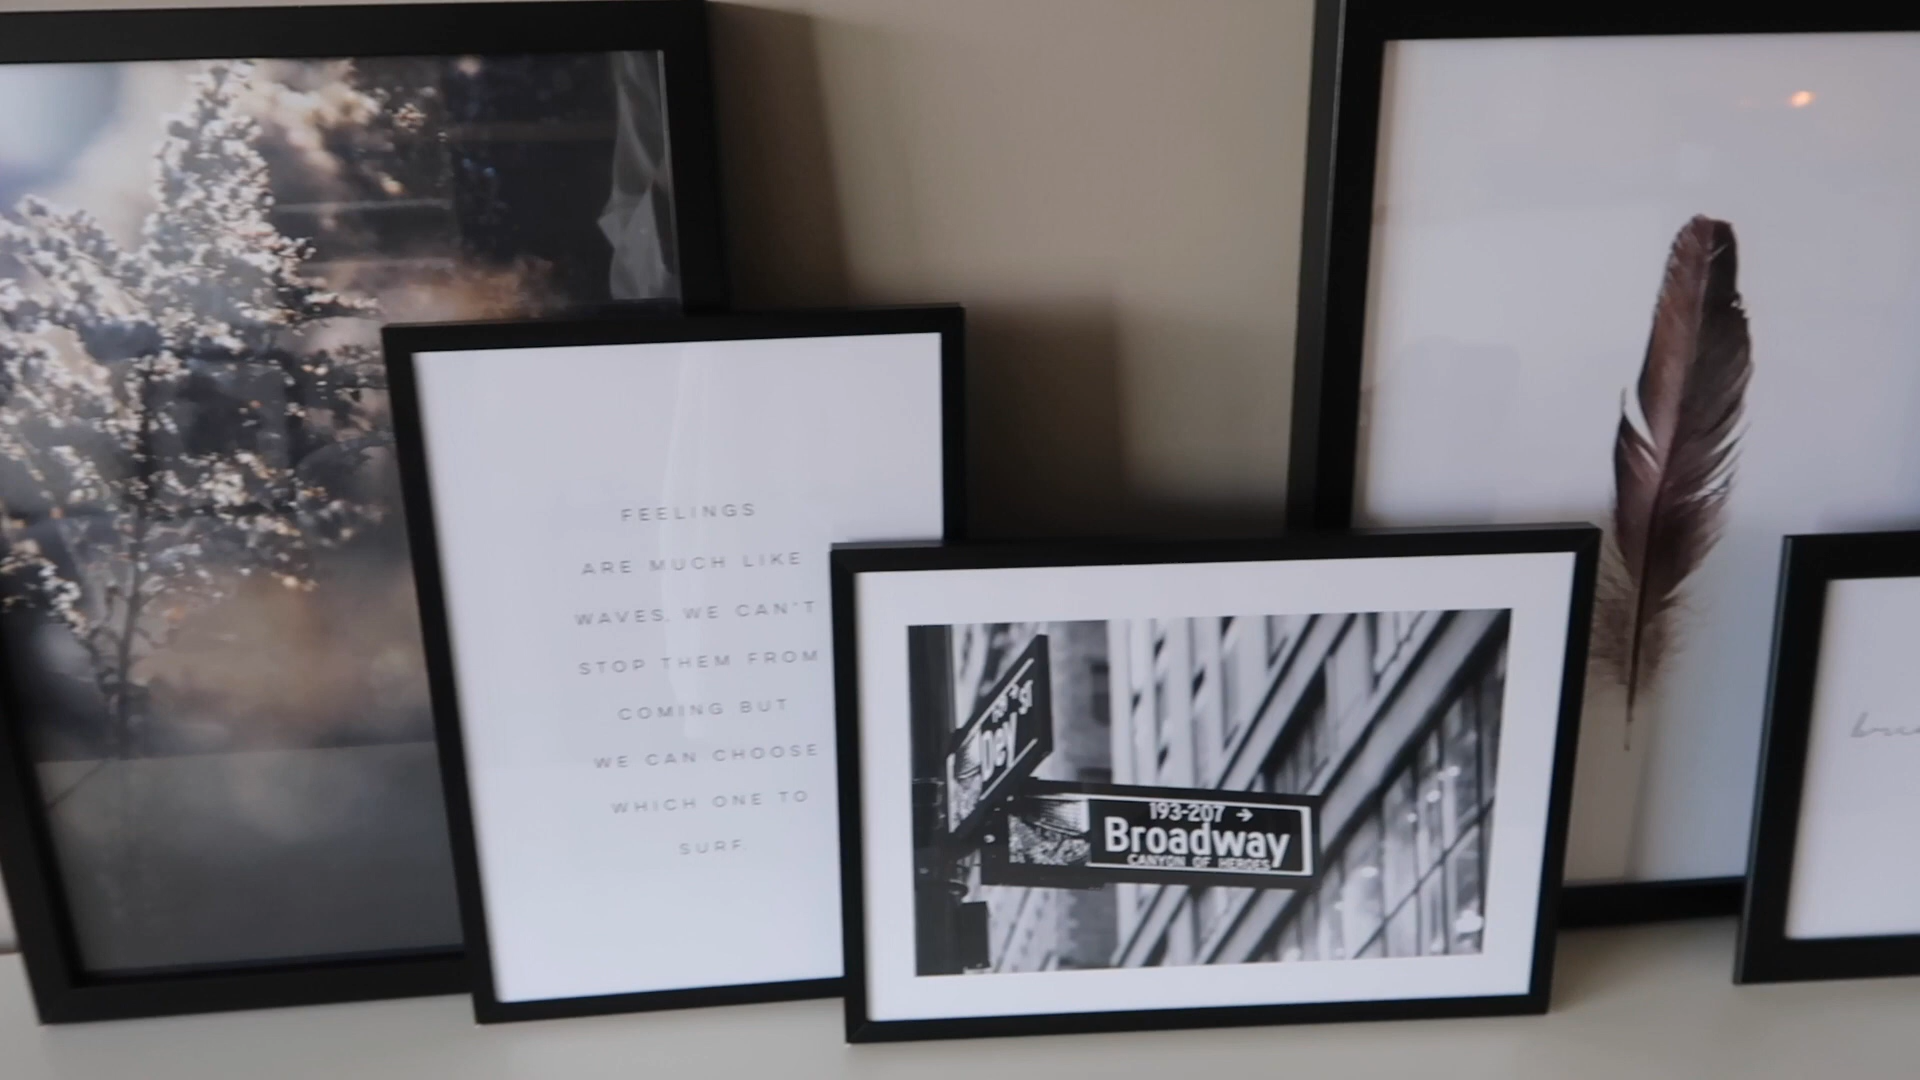 FEELINGS
ARE MUCH LIKE
WAVES, WE CAN'T
STOP THEM FROM
COMING BUT
WE CAN CHOOSE
WHICH ONE TO
SURF.
Dey ST
193-207 →
Broadway
CANYON OF HEROES